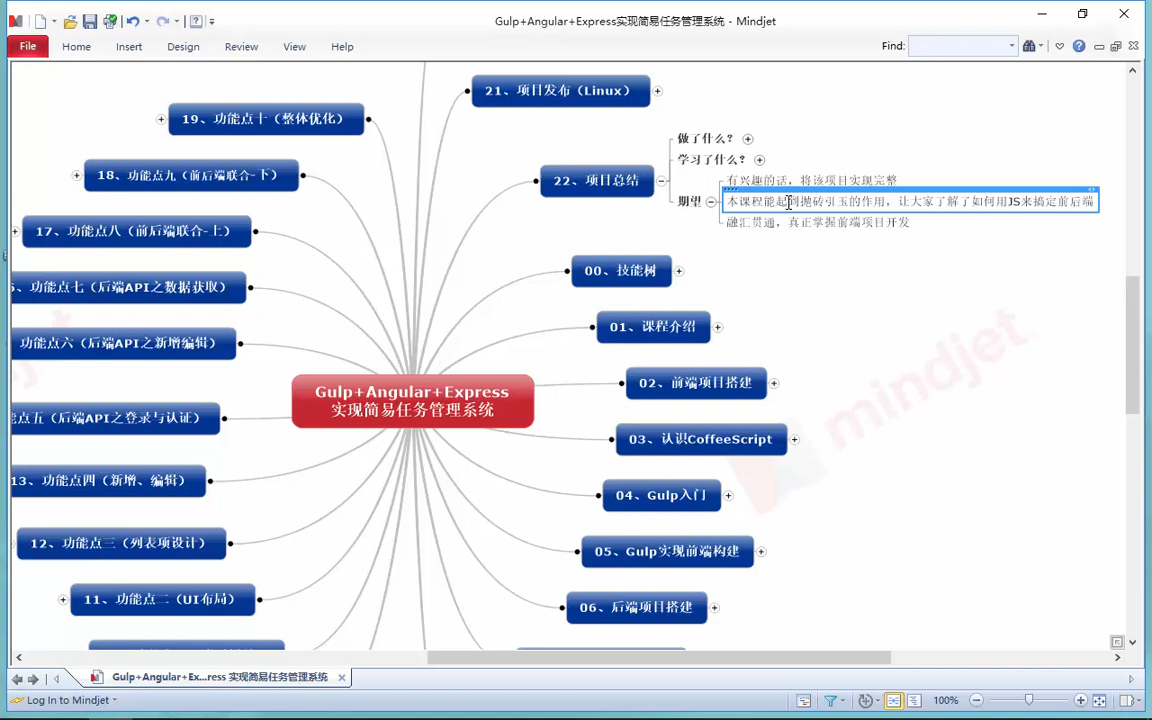 Gulp+Angular+Express实现简易任务管理系统 - Mindjet
File
Home
Insert
Design
Review
View
Help
Find:
21、项目发布（Linux）
19、功能点十（整体优化）
做了什么？
学习了什么？
18、功能点九（前后端联合-下）
22、项目总结
有兴趣的话，将该项目实现完整
期望
本课程能起到抛砖引玉的作用，让大家了解了如何用JS来搞定前后端
融汇贯通，真正掌握前端项目开发
17、功能点八（前后端联合-上）
00、技能树
功能点七（后端API之数据获取）
01、课程介绍
功能点六（后端API之新增编辑）
02、前端项目搭建
Gulp+Angular+Express
实现简易任务管理系统
能点五（后端API之登录与认证）
03、认识CoffeeScript
13、功能点四（新增、编辑）
04、Gulp入门
12、功能点三（列表项设计）
05、Gulp实现前端构建
11、功能点二（UI布局）
06、后端项目搭建
mindjet
Gulp+Angular+Ex...ress 实现简易任务管理系统
Log In to Mindjet
100%